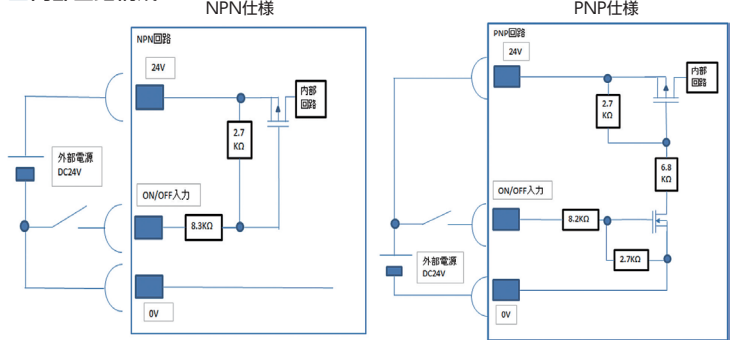 NPN仕様
NPN回路
24V
内部
回路
2.7
KΩ
外部電源
DC24V
ON/OFF入力
8.3KΩ
0V
PNP仕様
PNP回路
24V
内部
回路
2.7
KΩ
6.8
KΩ
ON/OFF入力
8.2KΩ
2.7KΩ
外部電源
DC24V
0V